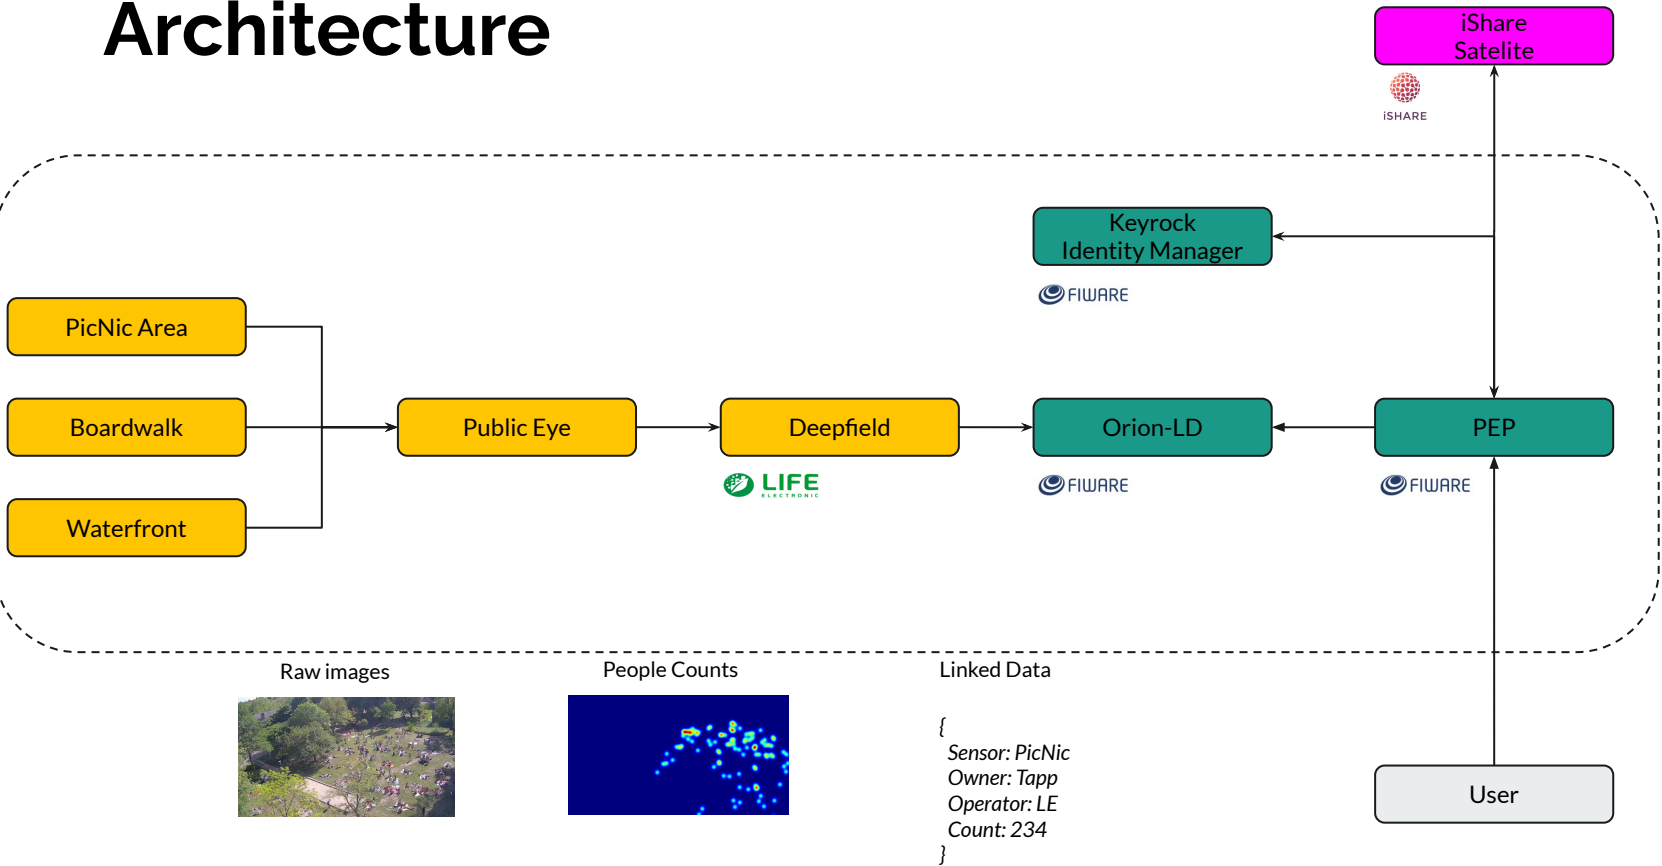 Architecture
iShare
Satelite
iSHARE
Keyrock
Identity Manager
FIWARE
PicNic Area
Boardwalk
Public Eye
Deepfield
Orion-LD
PEP
LIFE
ELECTRONIC
FIWARE
FIWARE
Waterfront
Raw images
People Counts
Linked Data
{
Sensor: PicNic
Owner: Tapp
Operator: LE
Count: 234
}
User